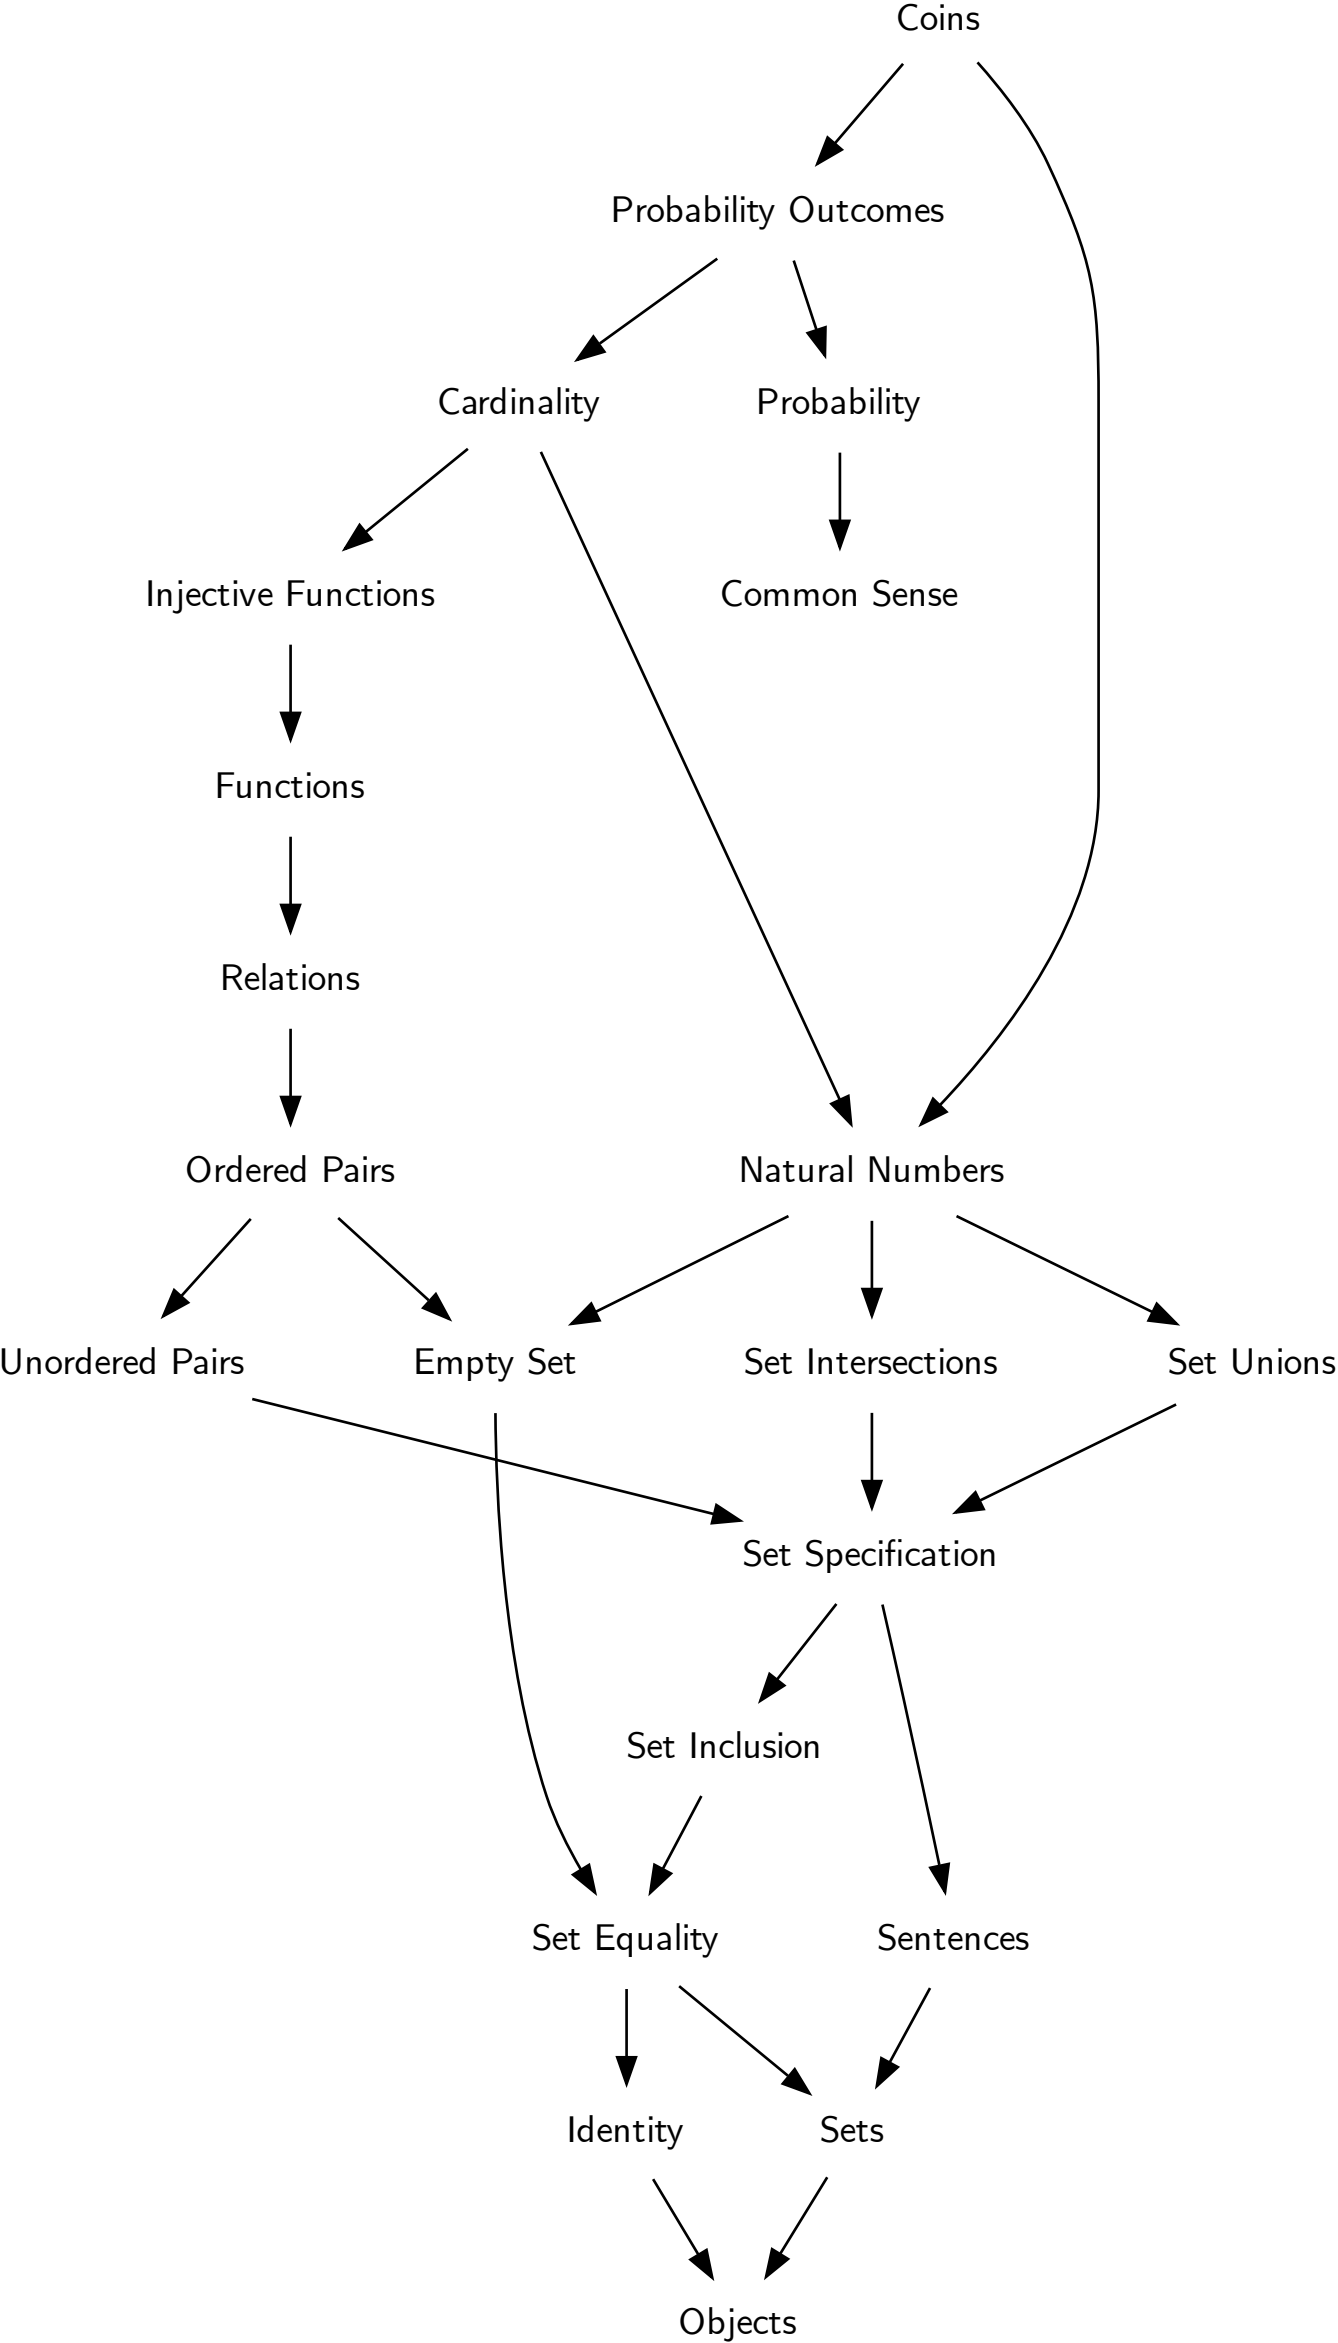 Coins
Probability Outcomes
Cardinality
Probability
Injective Functions
Common Sense
Functions
Relations
Ordered Pairs
Natural Numbers
Unordered Pairs
Empty Set
Set Intersections
Set Unions
Set Specification
Set Inclusion
Set Equality
Sentences
Identity
Sets
Objects